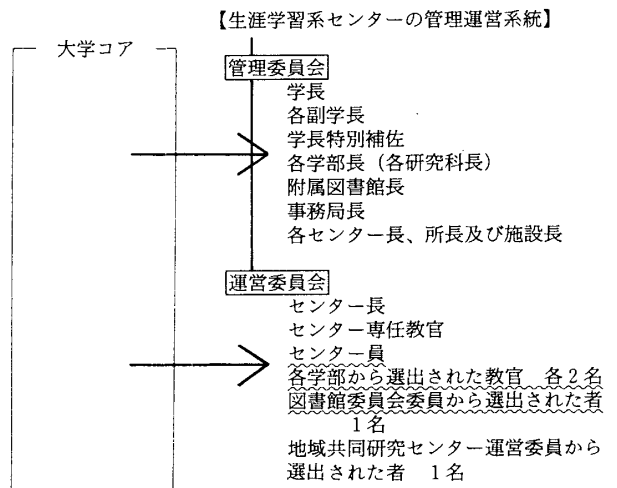 【生涯学習系センターの管理運営系統】
大学コア
管理委員会
学長
各副学長
学長特別補佐
各学部長（各研究科長）
附属図書館長
事務局長
各センター長、所長及び施設長
運営委員会
センター長
センター専任教官
センター員
各学部から選出された教官　各２名
図書館委員会委員から選出された者
１名
地域共同研究センター運営委員から
選出された者　１名